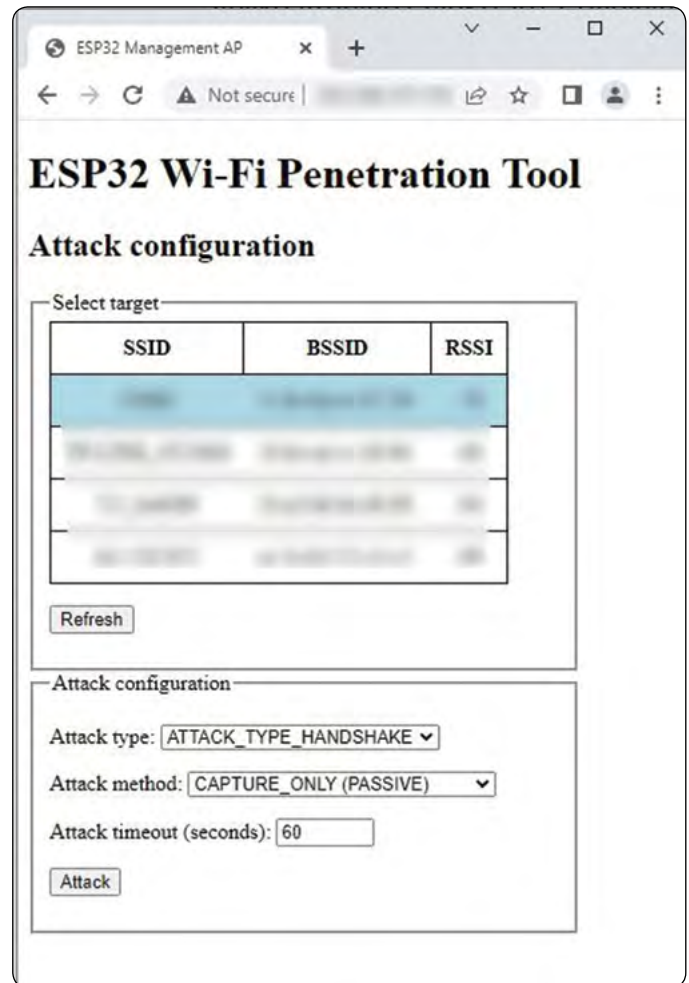 ESP32 Management AP
Not secure
ESP32 Wi-Fi Penetration Tool
Attack configuration
Select target
SSID BSSID RSSI
Refresh
Attack configuration
Attack type: ATTACK_TYPE_HANDSHAKE
Attack method: CAPTURE_ONLY (PASSIVE)
Attack timeout (seconds): 60
Attack